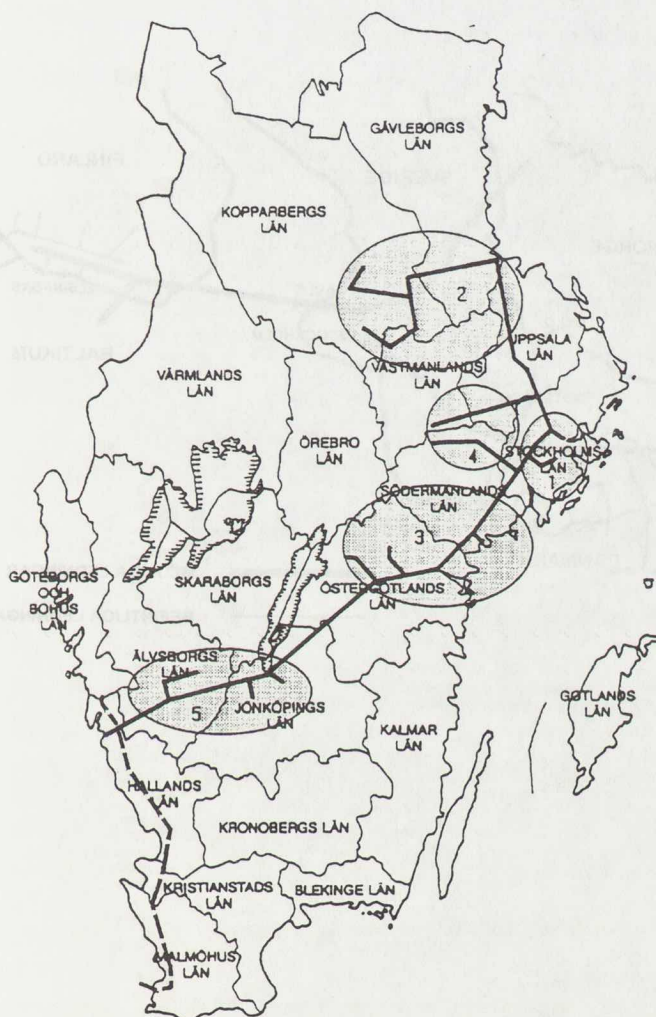 GÄVLEBORGS
LÄN
KOPPARBERGS
LÄN
2
UPPSALA
LÄN
VÄSTMANLANDS
LÄN
VÄRMLANDS
LÄN
ÖREBRO
LÄN
4
STOCKHOLMS
LÄN
1
SÖDERMANLANDS
LÄN
3
SKARABORGS
LÄN
ÖSTERGÖTLANDS
LÄN
GÖTEBORGS
OCH
BOHUS
LÄN
ÄLVSBORGS
LÄN
5
JÖNKÖPINGS
LÄN
KALMAR
LÄN
GOTLANDS
LÄN
HALLANDS
LÄN
KRONOBERGS LÄN
KRISTIANSTADS
LÄN
BLEKINGE LÄN
MALMÖHUS
LÄN